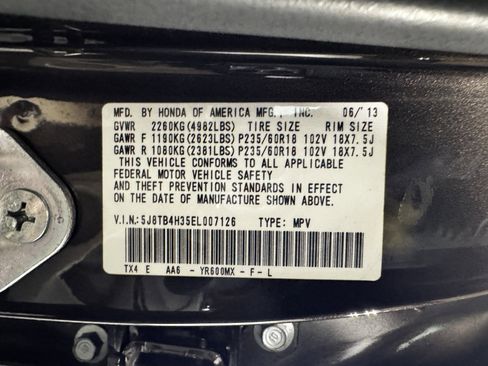 MFD. BY HONDA OF AMERICA MFG., INC. 06/'13
GVWR 2260KG(4982LBS) TIRE SIZE RIM SIZE
GAWR F 1190KG(2623LBS)P235/60R18 102V 18X7.5J
GAWR R 1080KG(2381LBS)P235/60R18 102V 18X7.5J
THIS VEHICLE CONFORMS TO ALL APPLICABLE
FEDERAL MOTOR VEHICLE SAFETY
AND THEFT PREVENTION STANDARDS IN EFFECT
ON THE DATE OF MANUFACTURE SHOWN ABOVE.
V.I.N.:5J8TB4H35EL007126 TYPE: MPV
TX4 E AA6 - YR600MX - F - L